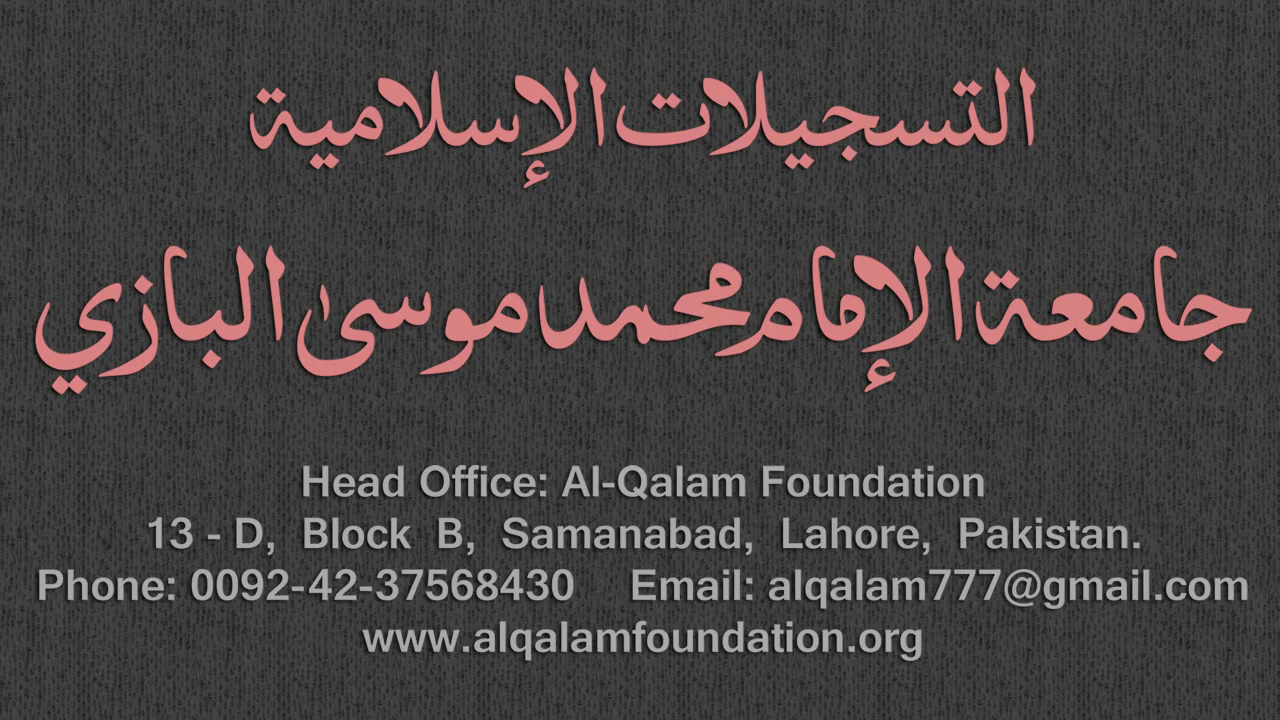 التسجيلات الإسلامية
جامعة الإمام محمد موسىٰ البازي
Head Office: Al-Qalam Foundation
13 - D, Block B, Samanabad, Lahore, Pakistan.
Phone: 0092-42-37568430 Email: alqalam777@gmail.com
www.alqalamfoundation.org